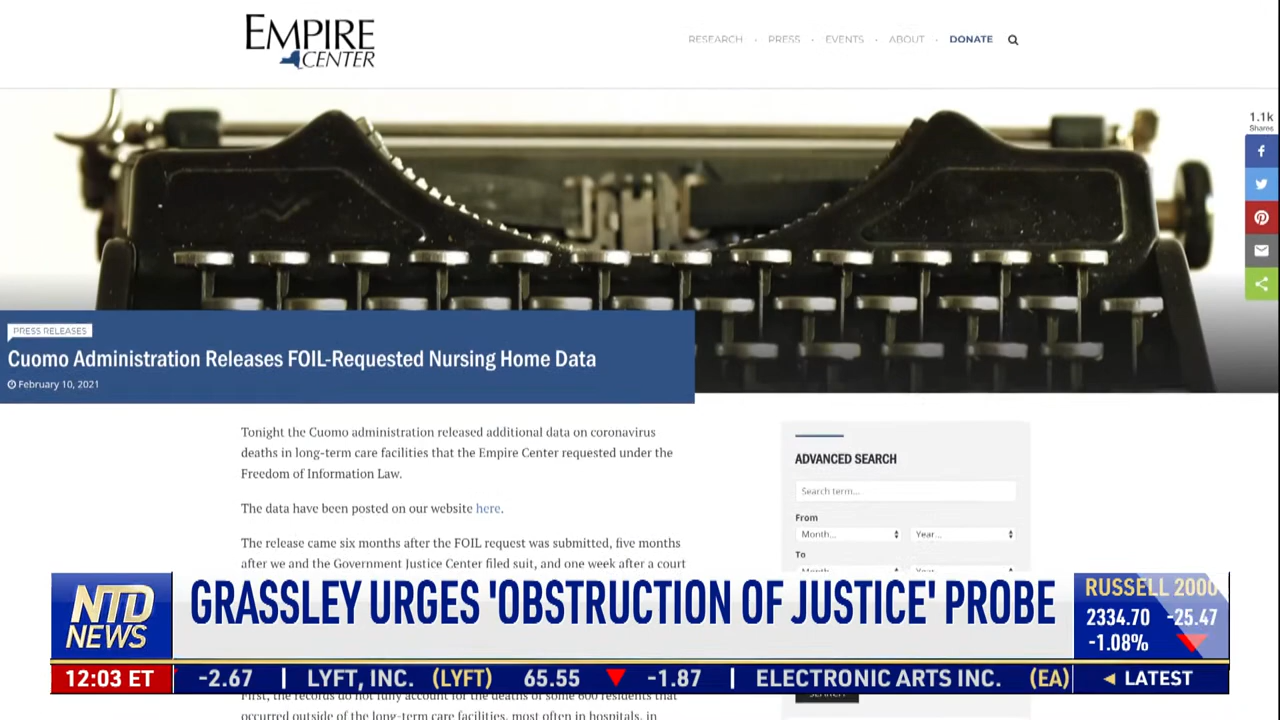 EMPIRE
CENTER
RESEARCH • PRESS • EVENTS • ABOUT • DONATE
1.1k
Shares
PRESS RELEASES
Cuomo Administration Releases FOIL-Requested Nursing Home Data
February 10, 2021
Tonight the Cuomo administration released additional data on coronavirus
deaths in long-term care facilities that the Empire Center requested under the
Freedom of Information Law.
The data have been posted on our website here.
The release came six months after the FOIL request was submitted, five months
after we and the Government Justice Center filed suit, and one week after a court
ADVANCED SEARCH
Search term...
From
Month... Year...
To
Month... Year...
NTD
NEWS
GRASSLEY URGES 'OBSTRUCTION OF JUSTICE' PROBE
RUSSELL 2000
2334.70 -25.47
-1.08%
12:03 ET -2.67 | LYFT, INC. (LYFT) 65.55 -1.87 | ELECTRONIC ARTS INC. (EA) ◄ LATEST
First, the records do not fully account for the deaths of some 600 residents that
occurred outside of the long-term care facilities, most often in hospitals, in
SEARCH